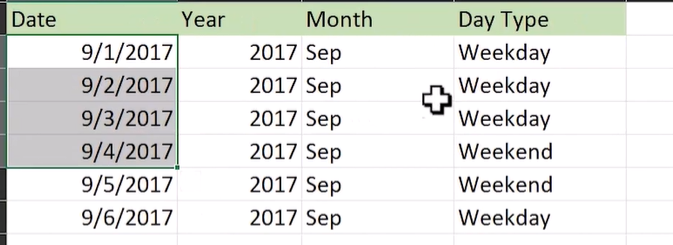 Date Year Month Day Type
9/1/2017 2017 Sep Weekday
9/2/2017 2017 Sep Weekday
9/3/2017 2017 Sep Weekday
9/4/2017 2017 Sep Weekend
9/5/2017 2017 Sep Weekend
9/6/2017 2017 Sep Weekday